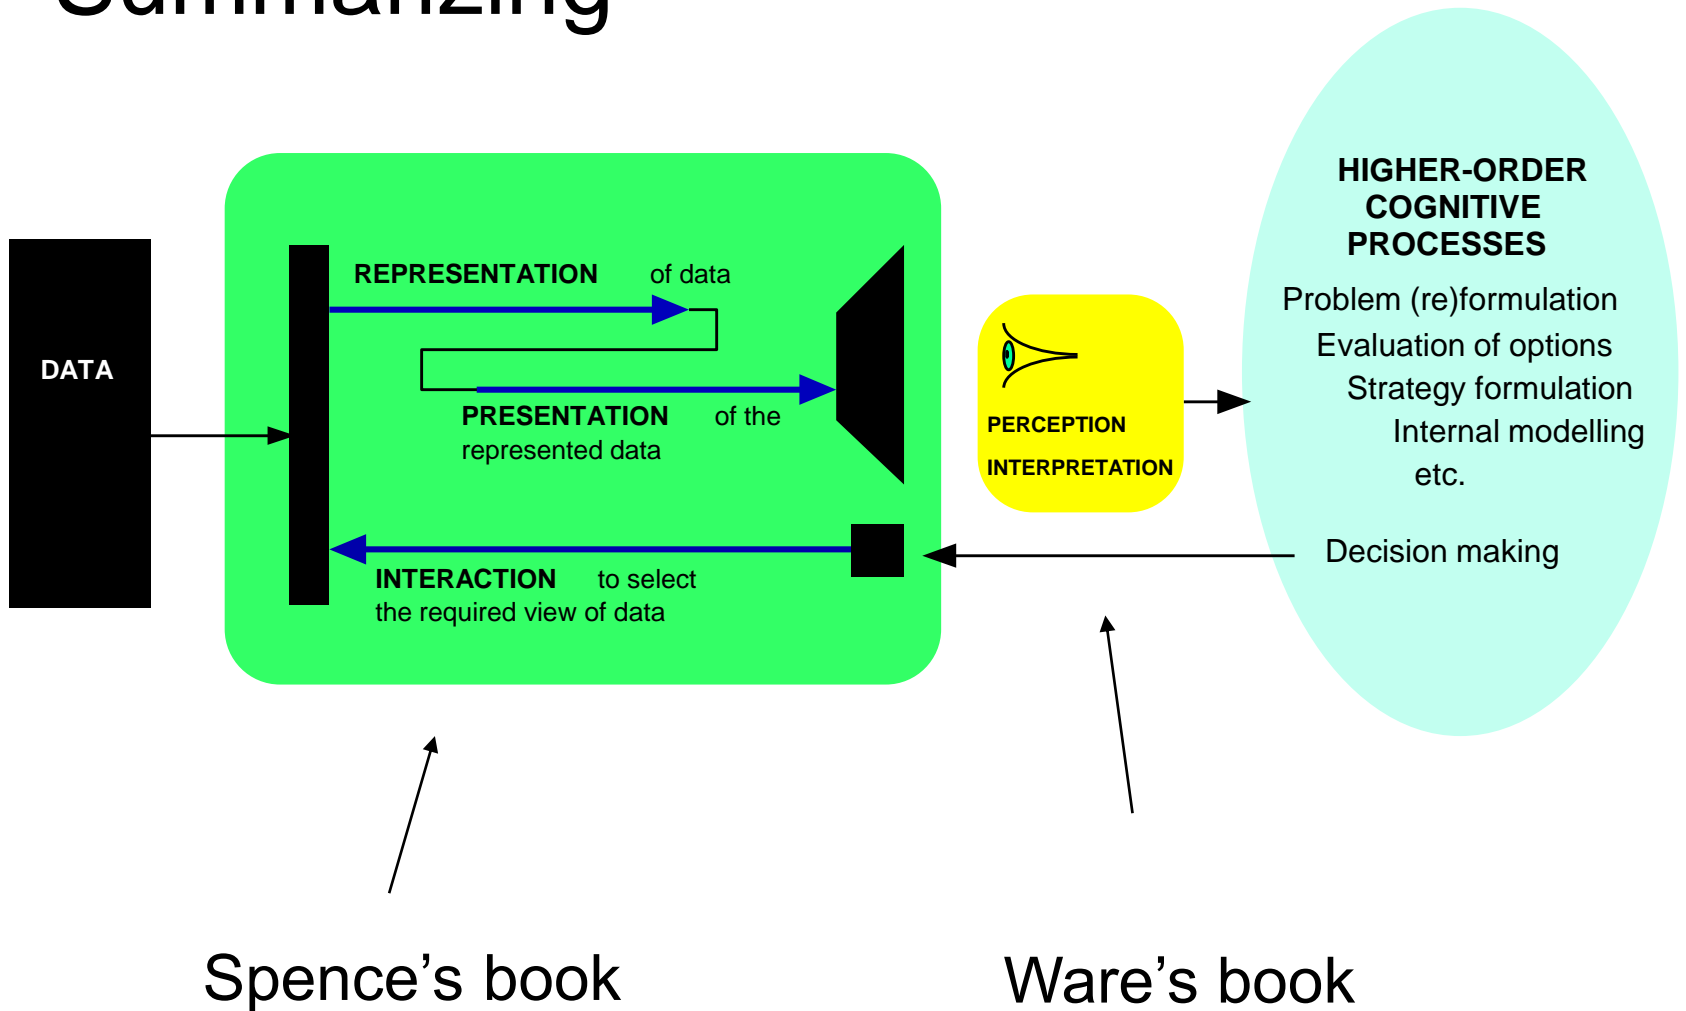 Summarizing
DATA
REPRESENTATION of data
PRESENTATION of the
represented data
INTERACTION to select
the required view of data
PERCEPTION
INTERPRETATION
HIGHER-ORDER
COGNITIVE
PROCESSES
Problem (re)formulation
Evaluation of options
Strategy formulation
Internal modelling
etc.
Decision making
Spence’s book
Ware’s book